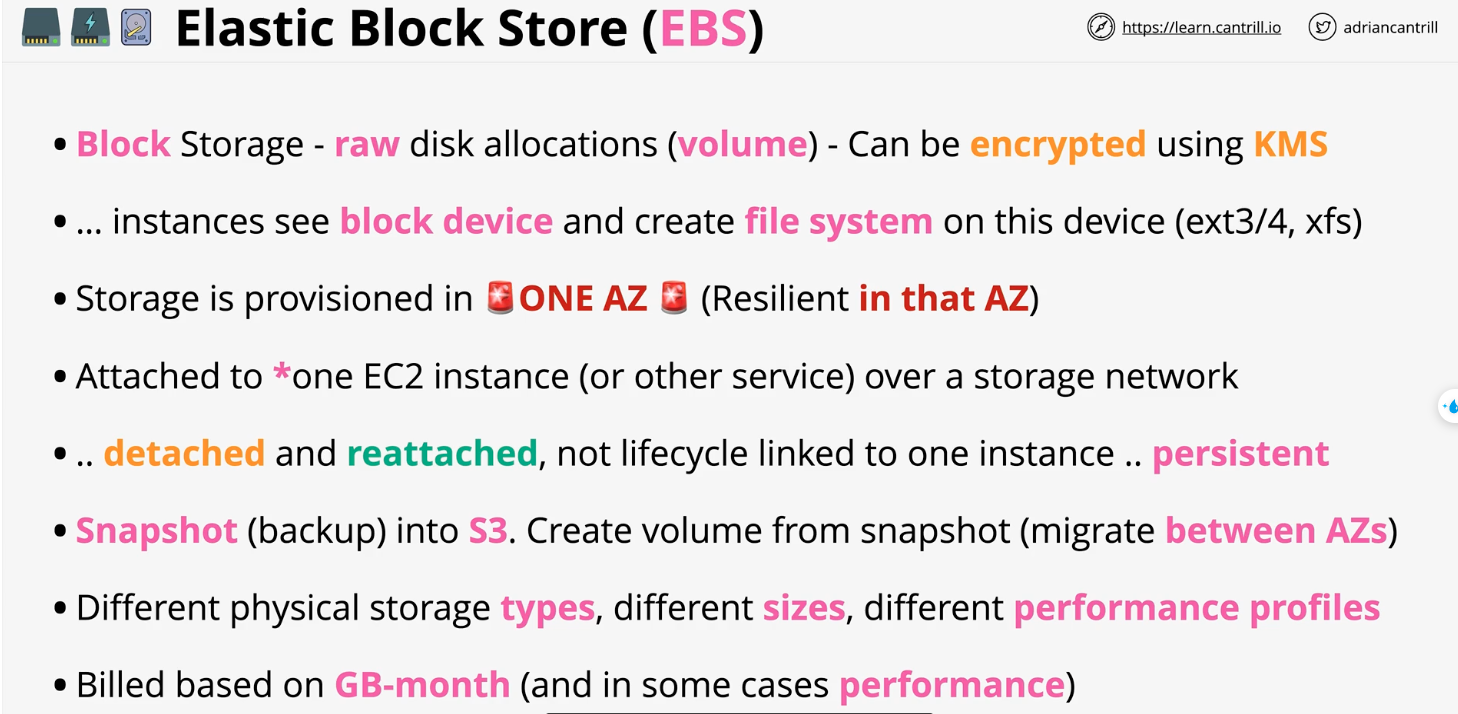 Elastic Block Store (EBS)
https://learn.cantrill.io
adriancantrill
• Block Storage - raw disk allocations (volume) - Can be encrypted using KMS
• ... instances see block device and create file system on this device (ext3/4, xfs)
• Storage is provisioned in 🚨ONE AZ 🚨 (Resilient in that AZ)
• Attached to *one EC2 instance (or other service) over a storage network
• .. detached and reattached, not lifecycle linked to one instance .. persistent
• Snapshot (backup) into S3. Create volume from snapshot (migrate between AZs)
• Different physical storage types, different sizes, different performance profiles
• Billed based on GB-month (and in some cases performance)